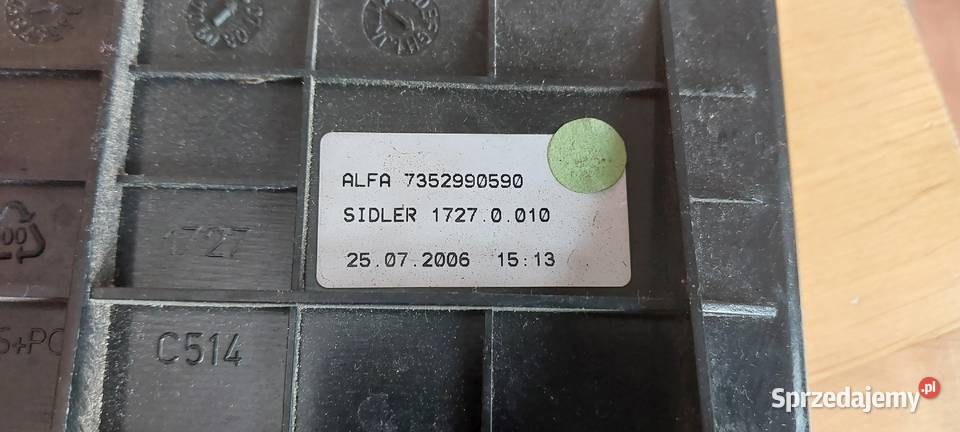 ALFA 7352990590
SIDLER 1727.0.010
25.07.2006 15:13
1727
C514
Sprzedajemy.pl